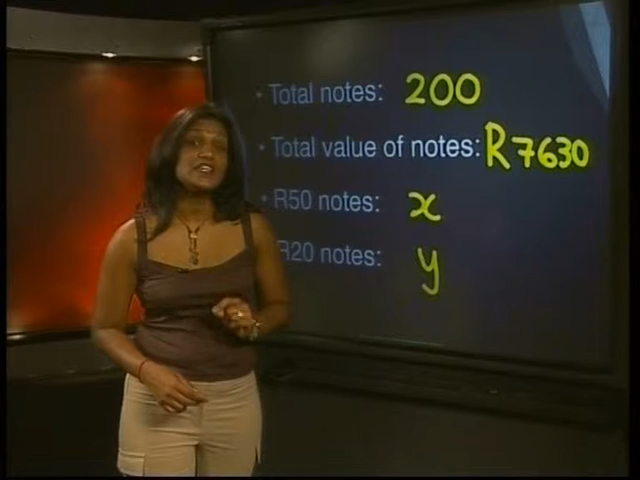 • Total notes: 200
• Total value of notes: R7630
• R50 notes: x
R20 notes: y